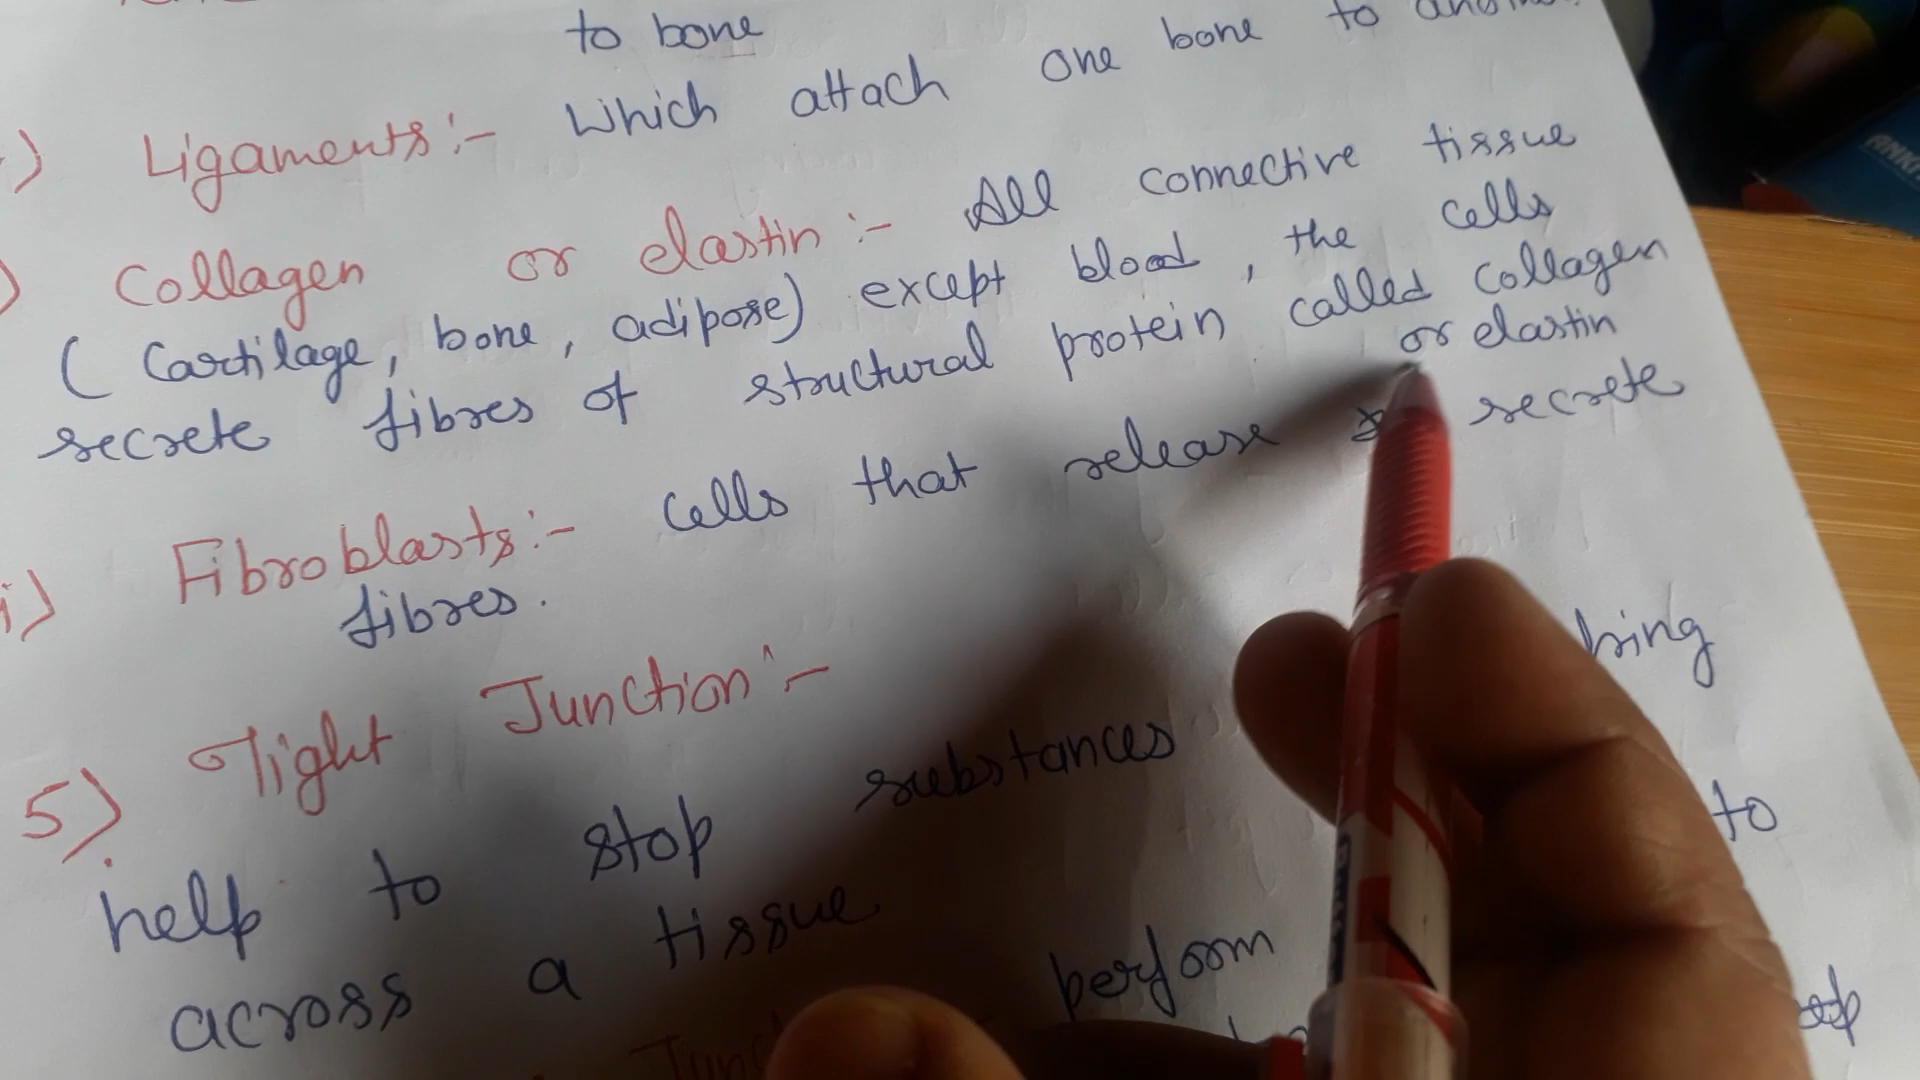 to bone
Ligaments :- Which attach one bone to
Collagen or elastin :- All connective tissue
( Cartilage, bone, adipose) except blood, the cells
secrete fibres of structural protein called collagen
or elastin
Fibroblasts :- Cells that release secrete
fibres.
5) Tight Junction :-
help to stop substances to
across a tissue
perform